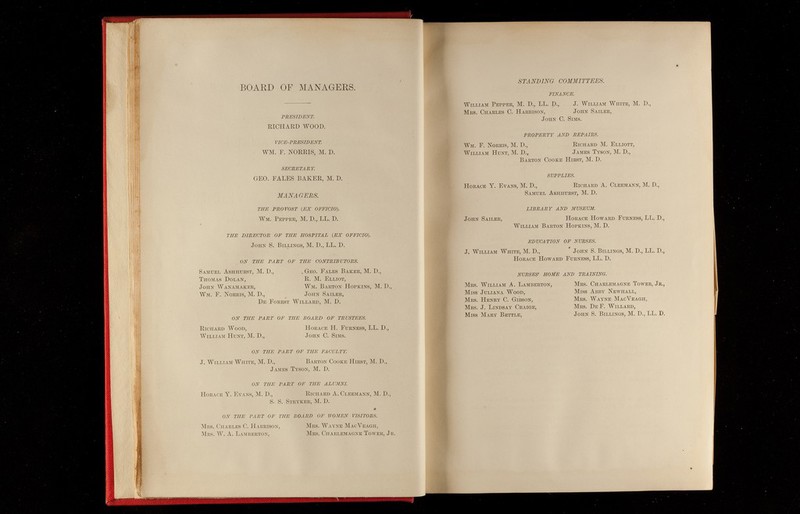 BOARD OF MANAGERS.
PRESIDENT.
RICHARD WOOD.
VICE-PRESIDENT.
WM. F. NORRIS, M. D.
SECRETARY.
GEO. FALES BAKER, M. D.
MANAGERS.
THE PROVOST (EX OFFICIO).
WM. PEPPER, M. D., LL. D.
THE DIRECTOR OF THE HOSPITAL (EX OFFICIO).
JOHN S. BILLINGS, M. D., LL. D.
ON THE PART OF THE CONTRIBUTORS.
SAMUEL ASHHURST, M. D., GEO. FALES BAKER, M. D.,
THOMAS DOLAN, R. M. ELLIOT,
JOHN WANAMAKER, WM. BARTON HOPKINS, M. D.,
WM. F. NORRIS, M. D., JOHN SAILER,
DE FOREST WILLARD, M. D.
ON THE PART OF THE BOARD OF TRUSTEES.
RICHARD WOOD, HORACE H. FURNESS, LL. D.,
WILLIAM HUNT, M. D., JOHN C. SIMS.
ON THE PART OF THE FACULTY.
J. WILLIAM WHITE, M. D., BARTON COOKE HIRST, M. D.,
JAMES TYSON, M. D.
ON THE PART OF THE ALUMNI.
HORACE Y. EVANS, M. D., RICHARD A. CLEEMANN, M. D.,
S. S. STRYKER, M. D.
ON THE PART OF THE BOARD OF WOMEN VISITORS.
MRS. CHARLES C. HARRISON, MRS. WAYNE MACVEAGH,
MRS. W. A. LAMBERTON, MRS. CHARLEMAGNE TOWER, JR.
STANDING COMMITTEES.
FINANCE.
WILLIAM PEPPER, M. D., LL. D., J. WILLIAM WHITE, M. D.,
MRS. CHARLES C. HARRISON, JOHN SAILER,
JOHN C. SIMS.
PROPERTY AND REPAIRS.
WM. F. NORRIS, M. D., RICHARD M. ELLIOTT,
WILLIAM HUNT, M. D., JAMES TYSON, M. D.,
BARTON COOKE HIRST, M. D.
SUPPLIES.
HORACE Y. EVANS, M. D., RICHARD A. CLEEMANN, M. D.,
SAMUEL ASHHURST, M. D.
LIBRARY AND MUSEUM.
JOHN SAILER, HORACE HOWARD FURNESS, LL. D.,
WILLIAM BARTON HOPKINS, M. D.
EDUCATION OF NURSES.
J. WILLIAM WHITE, M. D., JOHN S. BILLINGS, M. D., LL. D.,
HORACE HOWARD FURNESS, LL. D.
NURSES' HOME AND TRAINING.
MRS. WILLIAM A. LAMBERTON, MRS. CHARLEMAGNE TOWER, JR.,
MISS JULIANA WOOD, MISS ABBY NEWHALL,
MRS. HENRY C. GIBSON, MRS. WAYNE MACVEAGH,
MRS. J. LINDSAY CRAIGE, MRS. DE F. WILLARD,
MISS MARY BETTLE, JOHN S. BILLINGS, M. D., LL. D.